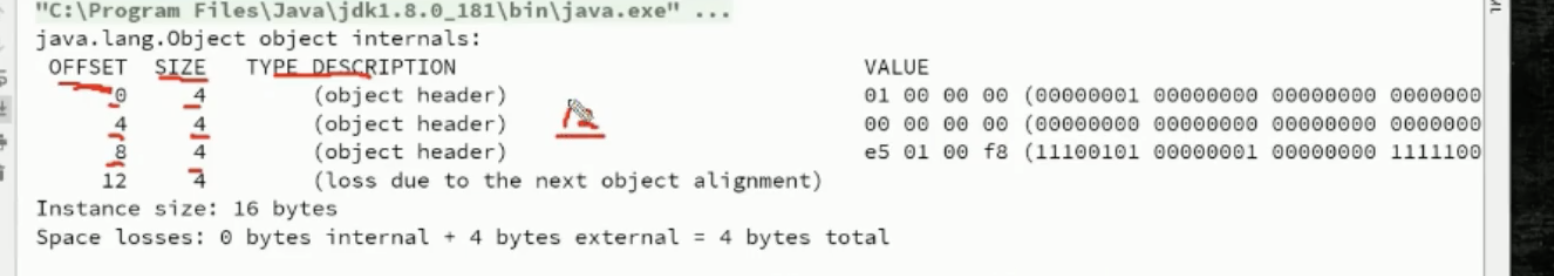 "C:\Program Files\Java\jdk1.8.0_181\bin\java.exe" ...
java.lang.Object object internals:
OFFSET SIZE TYPE DESCRIPTION VALUE
0 4 (object header) 01 00 00 00 (00000001 00000000 00000000 0000000
4 4 (object header) 00 00 00 00 (00000000 00000000 00000000 0000000
8 4 (object header) e5 01 00 f8 (11100101 00000001 00000000 1111100
12 4 (loss due to the next object alignment)
Instance size: 16 bytes
Space losses: 0 bytes internal + 4 bytes external = 4 bytes total